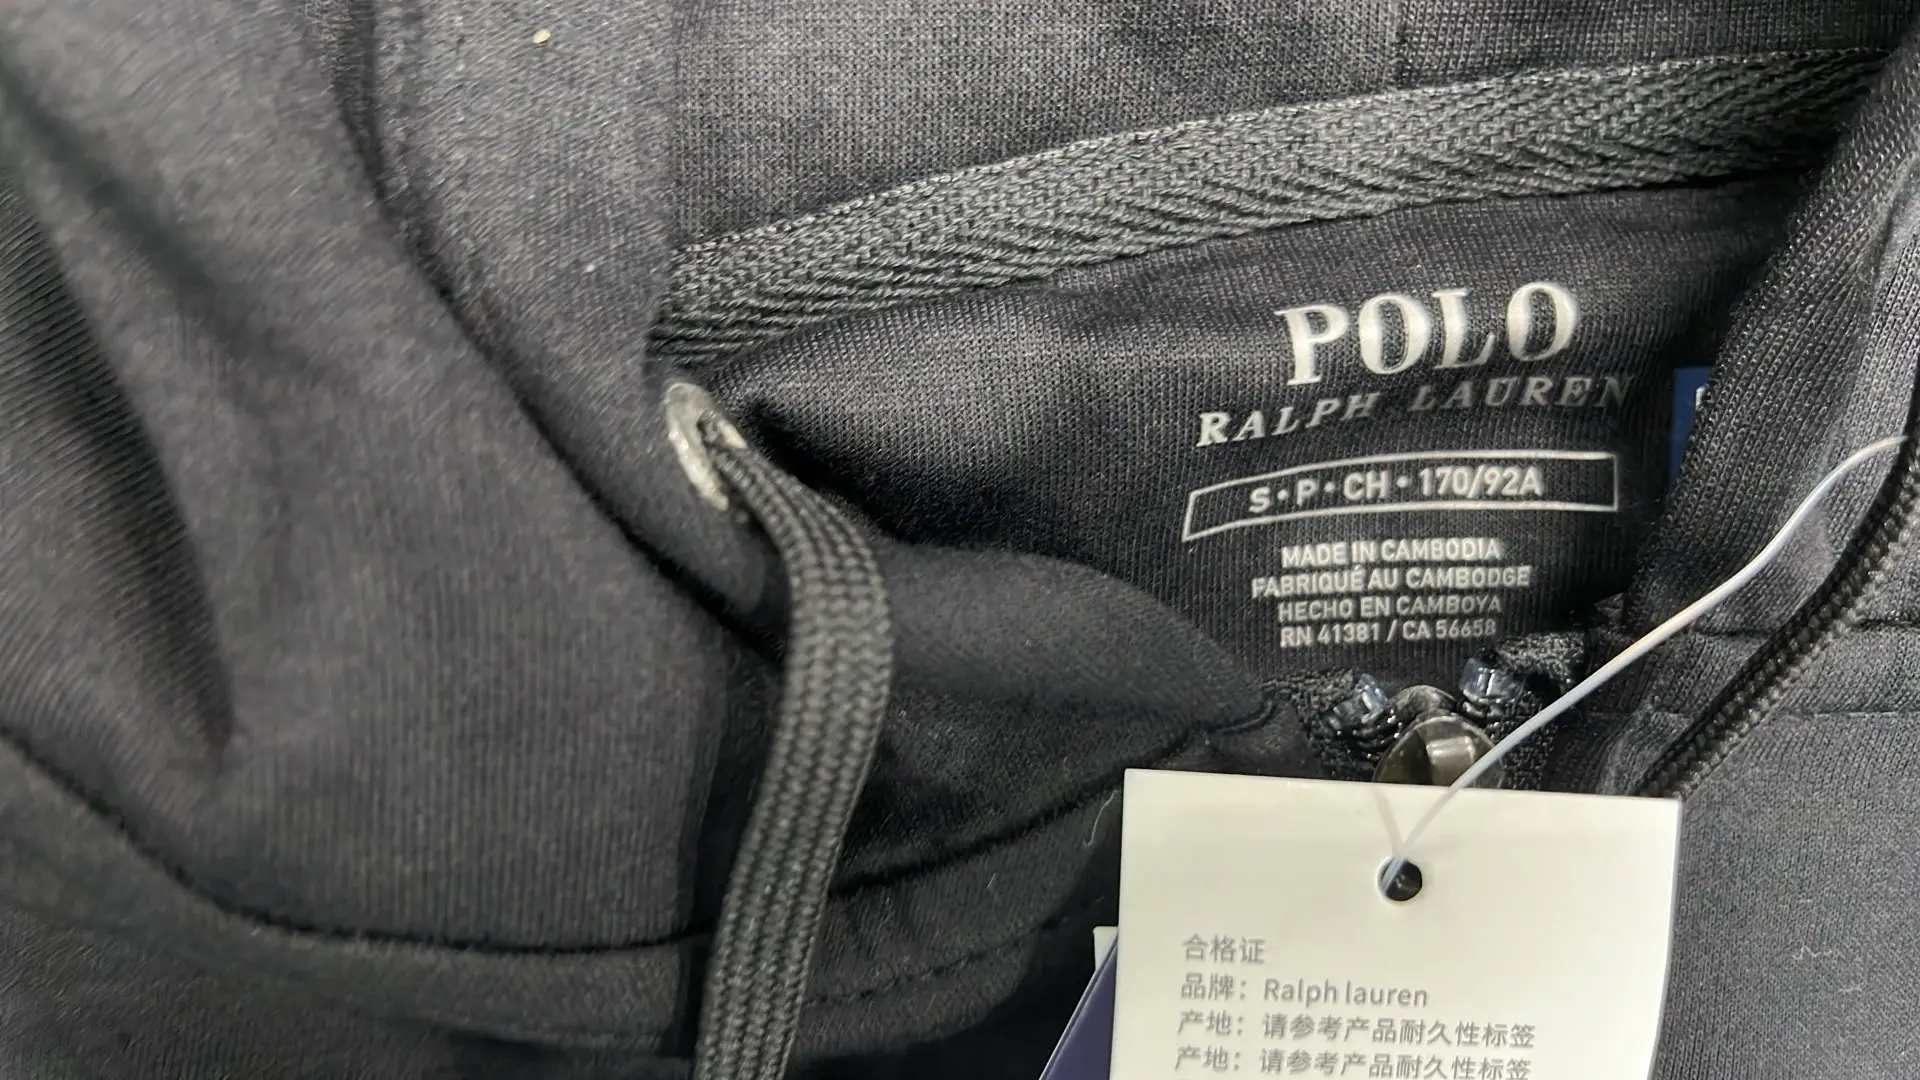 POLO
RALPH LAUREN
S•P•CH•170/92A
MADE IN CAMBODIA
FABRIQUÉ AU CAMBODGE
HECHO EN CAMBOYA
RN 41381 / CA 56658
合格证
品牌：Ralph lauren
产地：请参考产品耐久性标签
产地：请参考产品耐久性标签